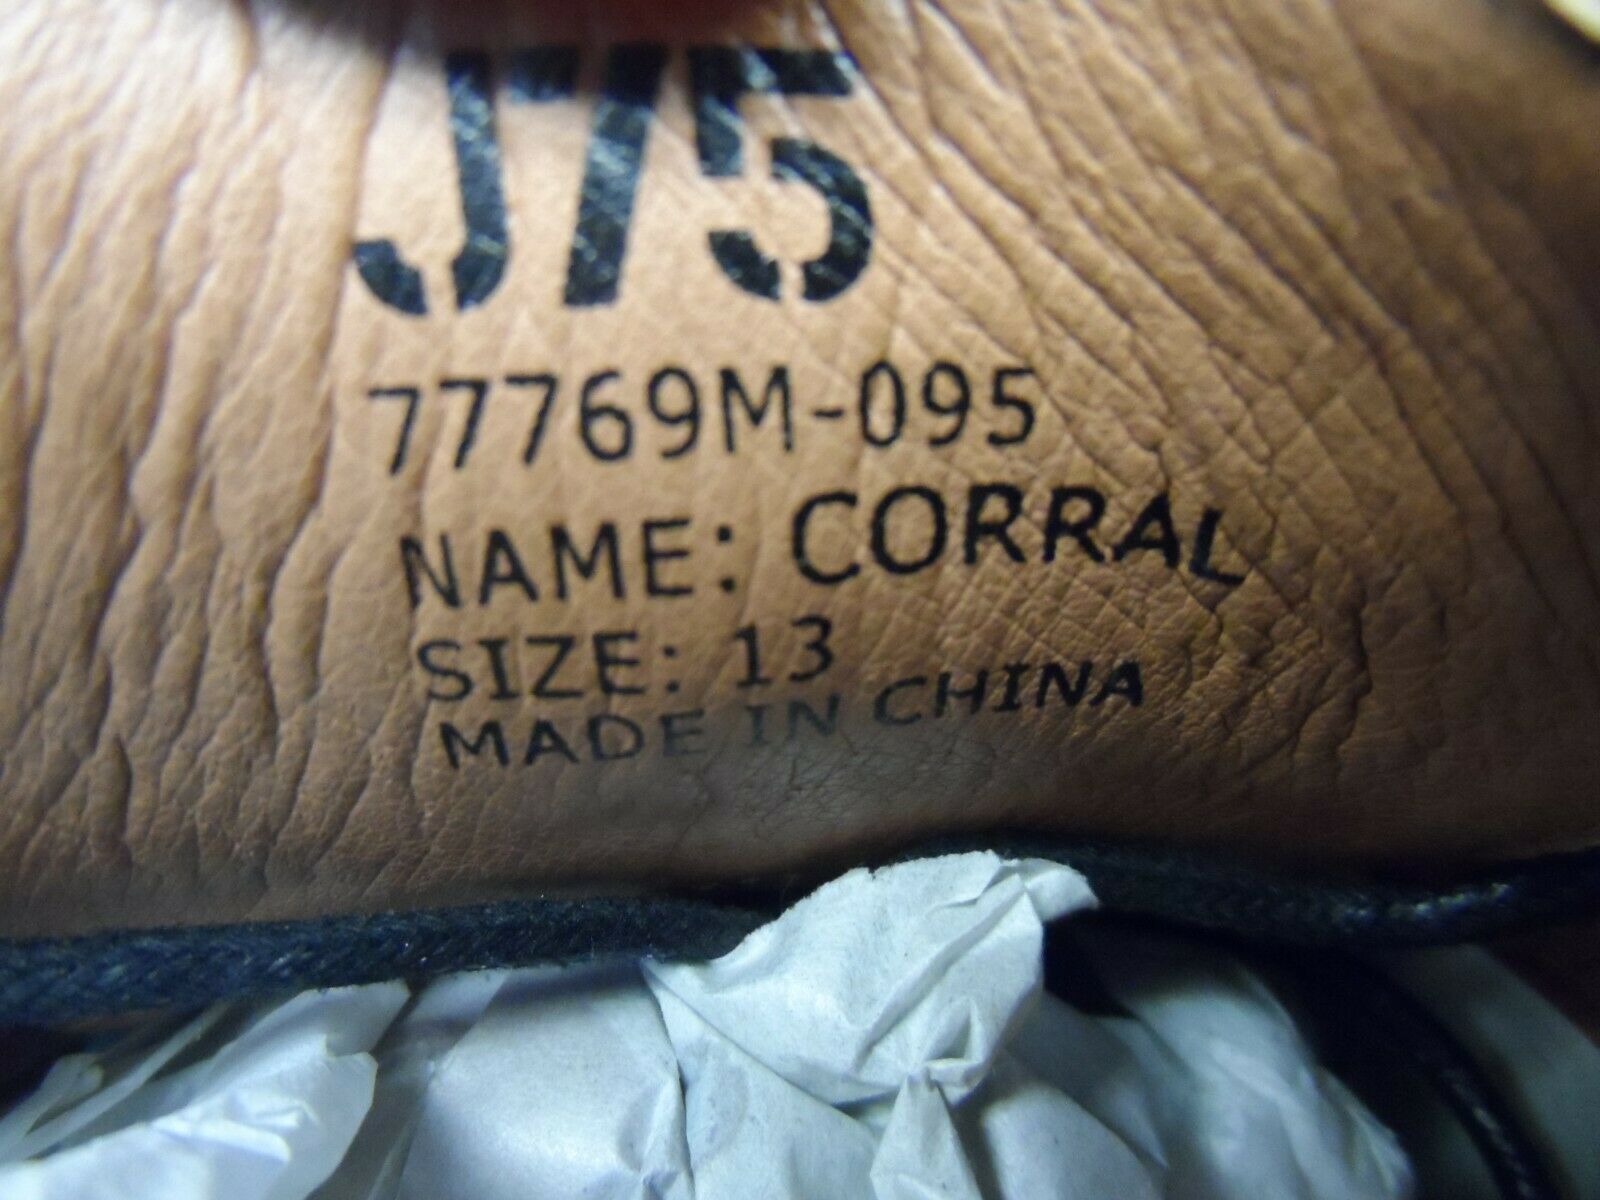 J75
77769M-095
NAME: CORRAL
SIZE: 13
MADE IN CHINA